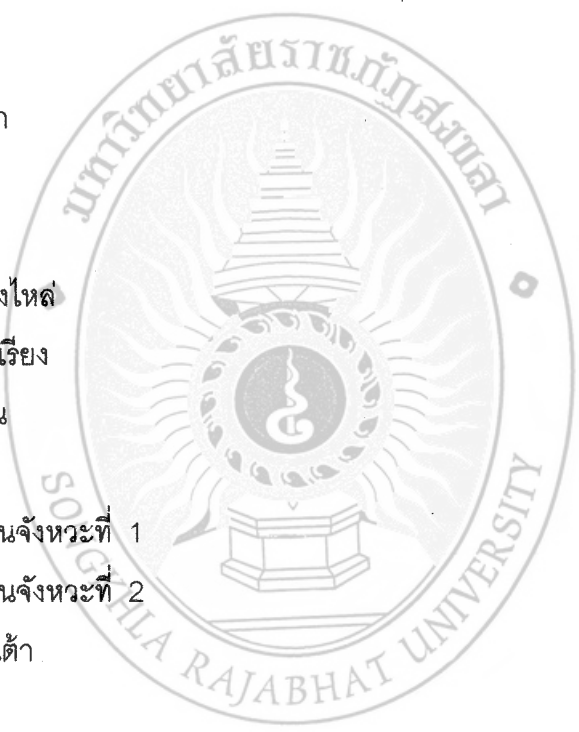 มหาวิทยาลัยราชภัฏสงขลา
า
งไหล่
เรียง
น
นจังหวะที่ 1
นจังหวะที่ 2
เต้า
SONGKHLA RAJABHAT UNIVERSITY